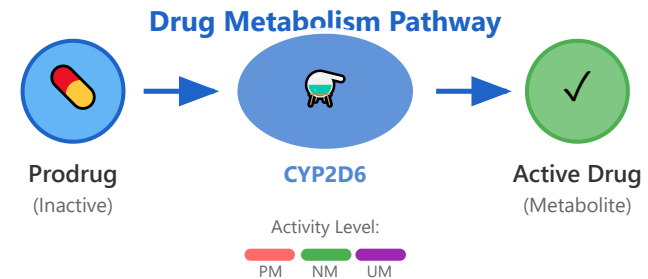 Drug Metabolism Pathway
Prodrug
(Inactive)
CYP2D6
Active Drug
(Metabolite)
Activity Level:
PM NM UM